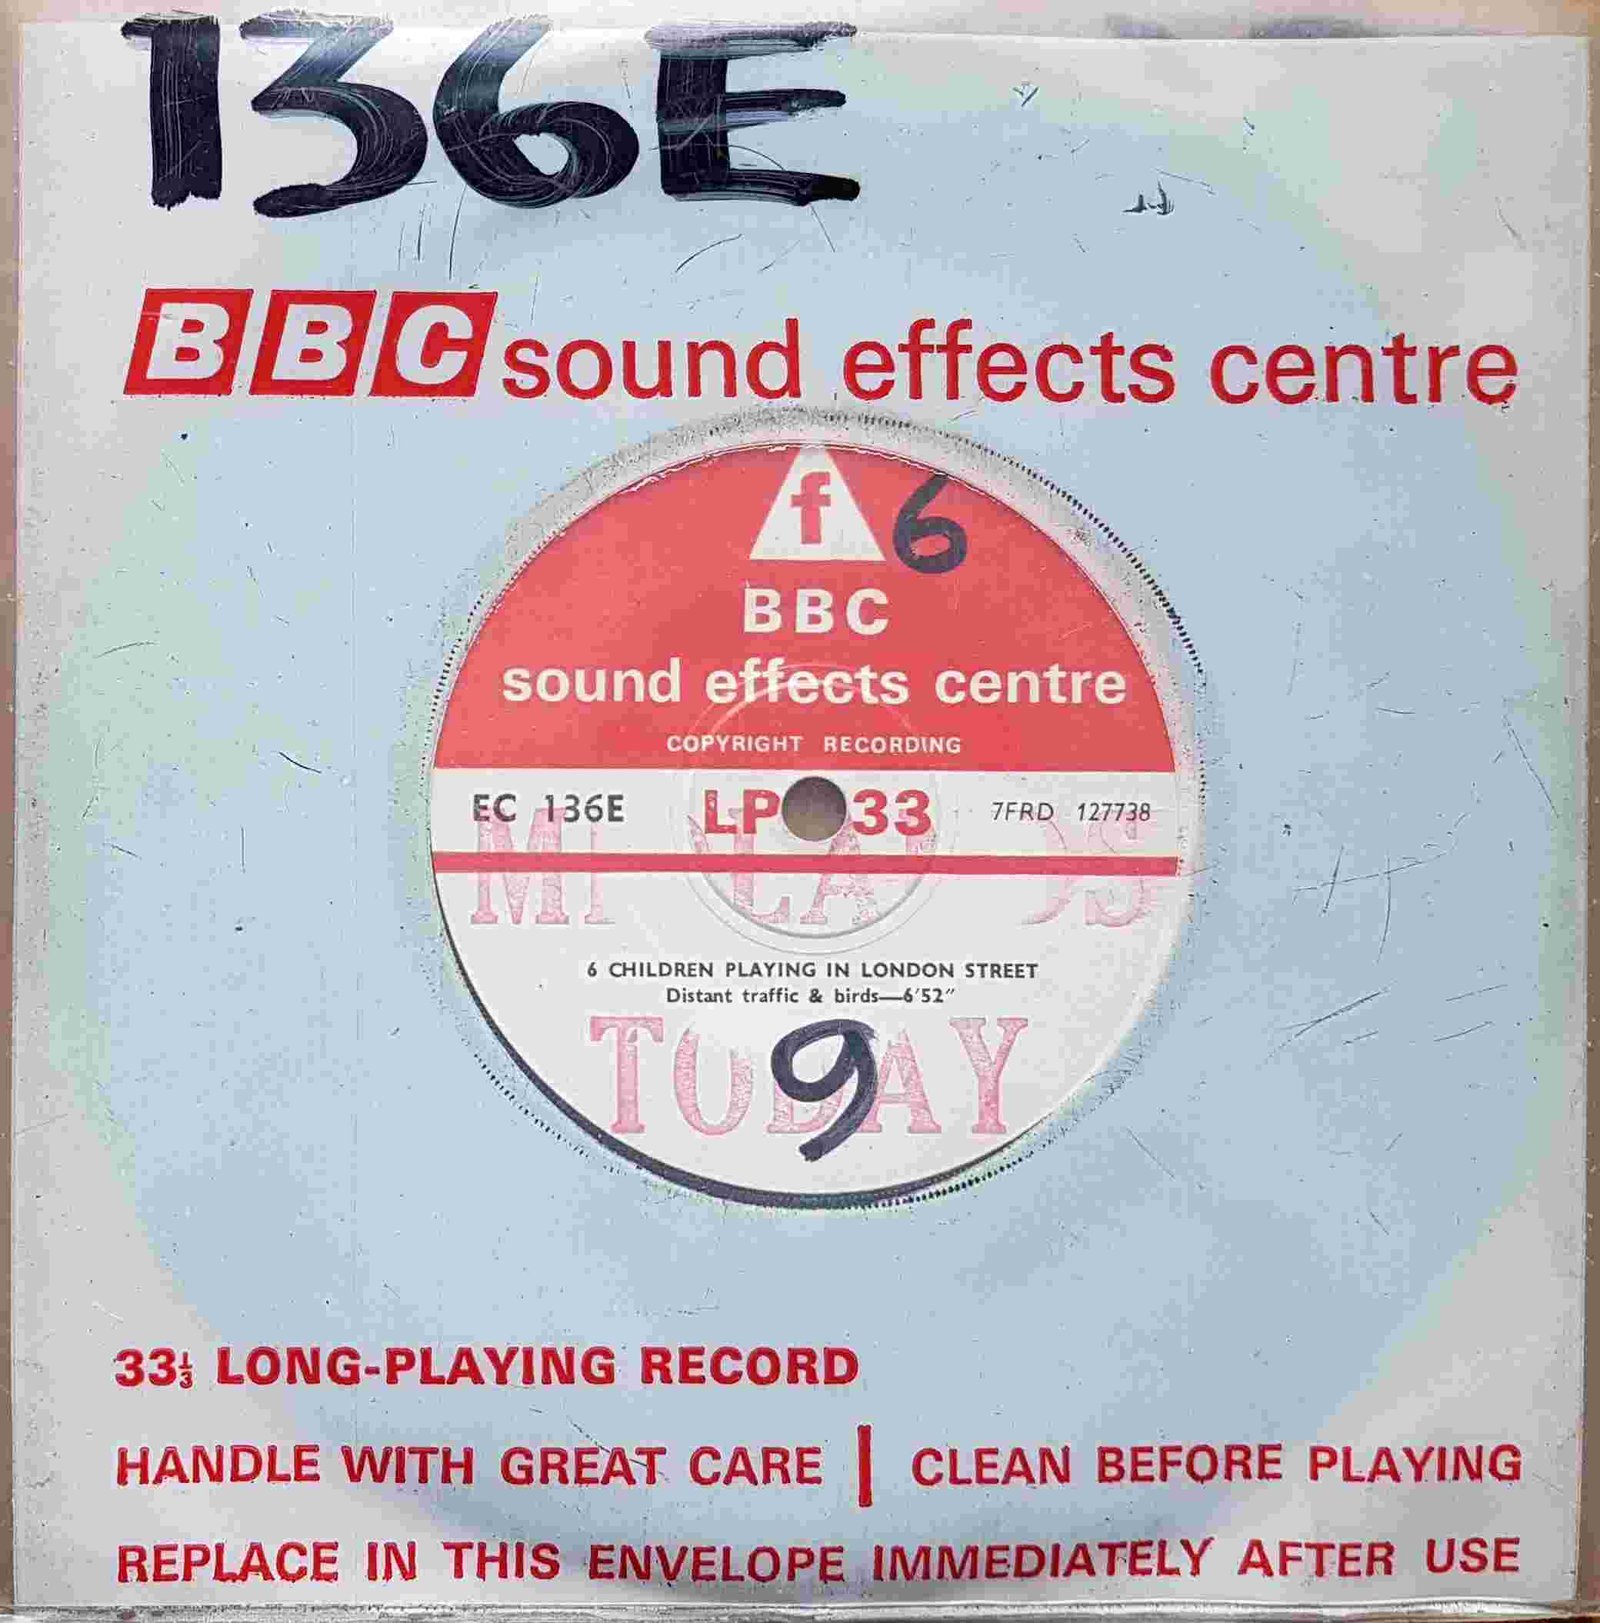 136E
BBC sound effects centre
f 6
BBC
sound effects centre
COPYRIGHT RECORDING
EC 136E LP 33 7FRD 127738
MIDLANDS
6 CHILDREN PLAYING IN LONDON STREET
Distant traffic & birds—6'52"
TODAY
9
33⅓ LONG-PLAYING RECORD
HANDLE WITH GREAT CARE | CLEAN BEFORE PLAYING
REPLACE IN THIS ENVELOPE IMMEDIATELY AFTER USE